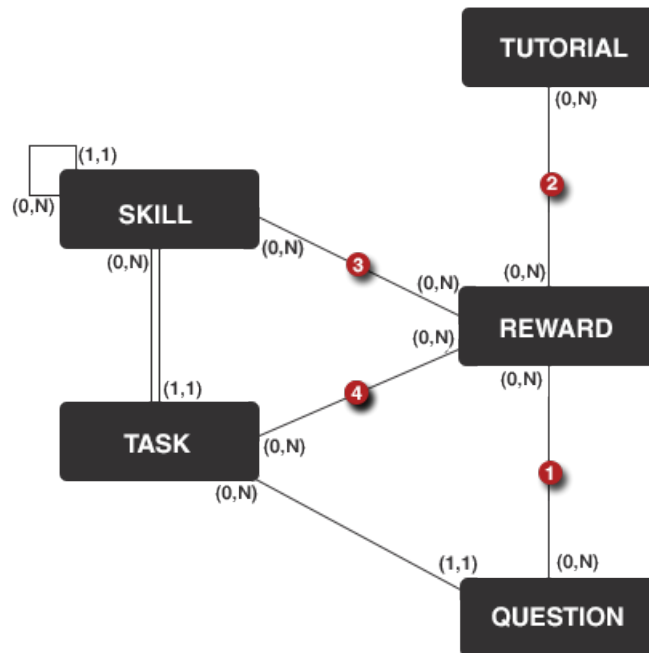 TUTORIAL
(0,N)
(1,1)
2
SKILL
(0,N)
(0,N)
(0,N)
3
(0,N)
(0,N)
REWARD
(0,N)
(0,N)
4
(1,1)
TASK
(0,N)
(0,N)
1
(1,1)
(0,N)
QUESTION